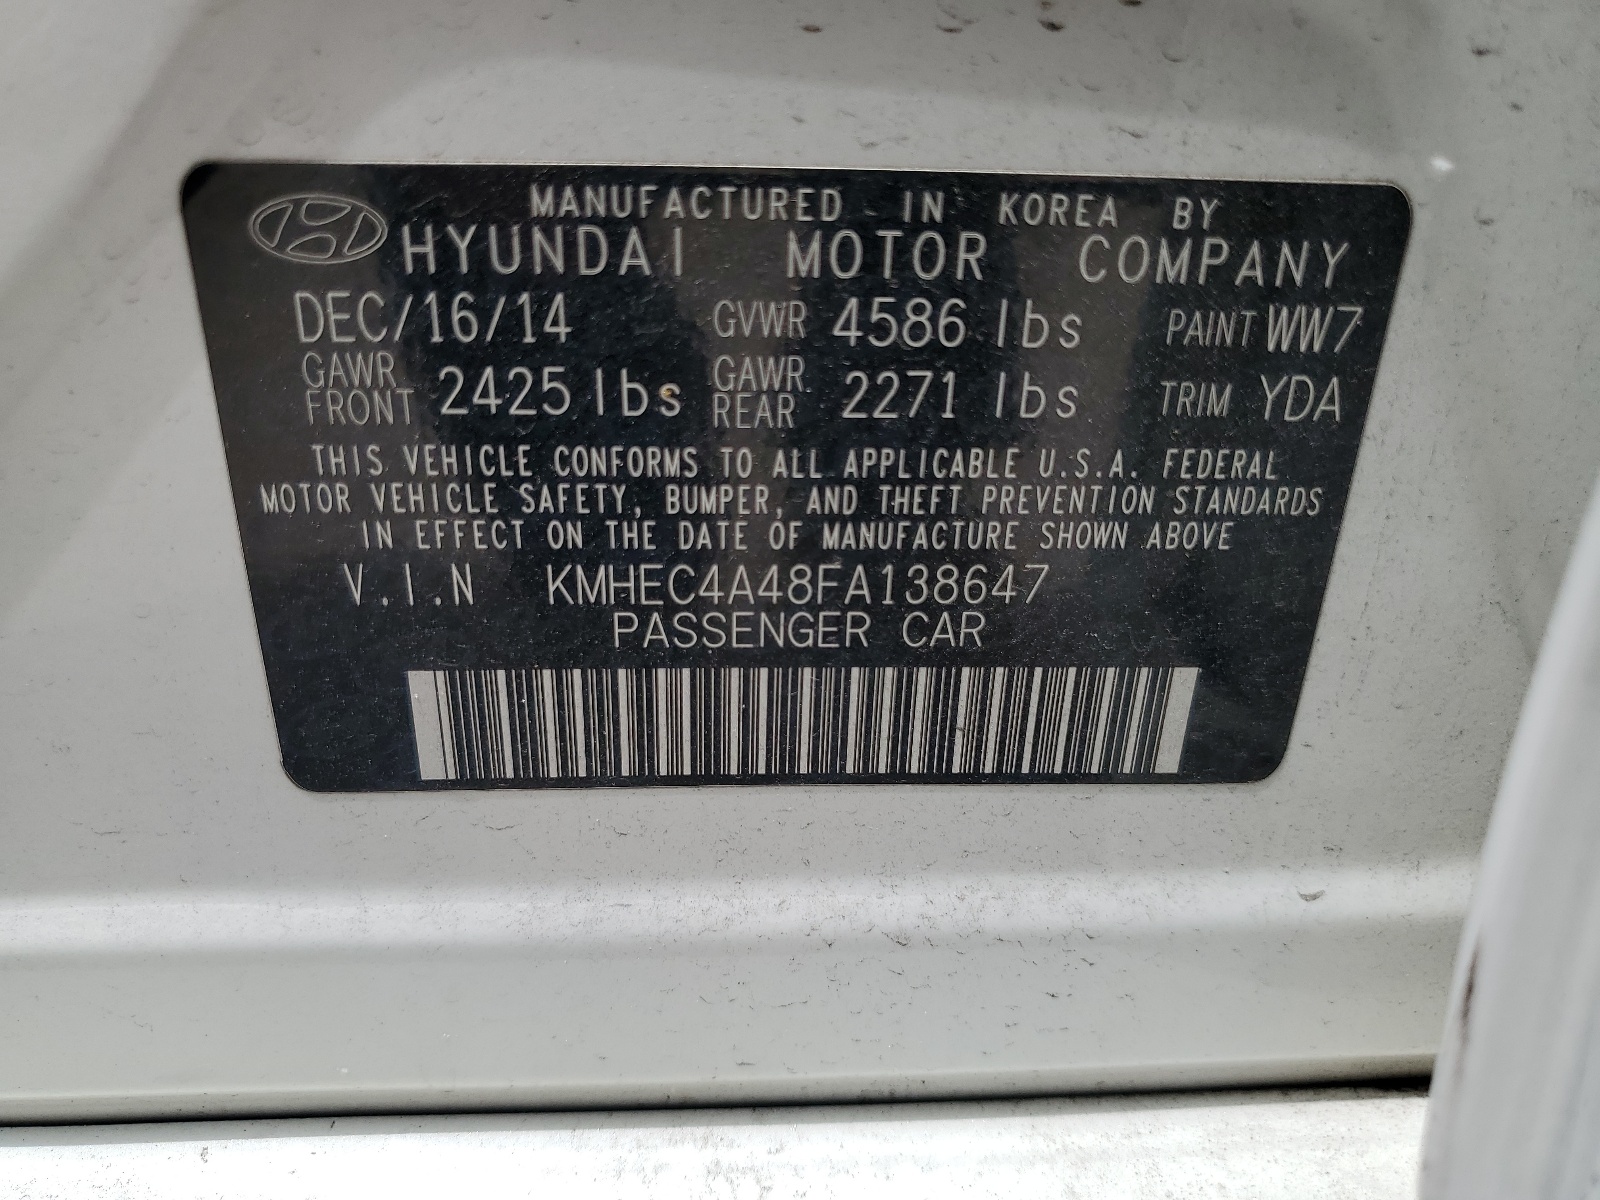 MANUFACTURED IN KOREA BY
HYUNDAI MOTOR COMPANY
DEC/16/14 GVWR 4586 lbs PAINT WW7
GAWR FRONT 2425 lbs GAWR REAR 2271 lbs TRIM YDA
THIS VEHICLE CONFORMS TO ALL APPLICABLE U.S.A. FEDERAL
MOTOR VEHICLE SAFETY, BUMPER, AND THEFT PREVENTION STANDARDS
IN EFFECT ON THE DATE OF MANUFACTURE SHOWN ABOVE
V.I.N KMHEC4A48FA138647
PASSENGER CAR